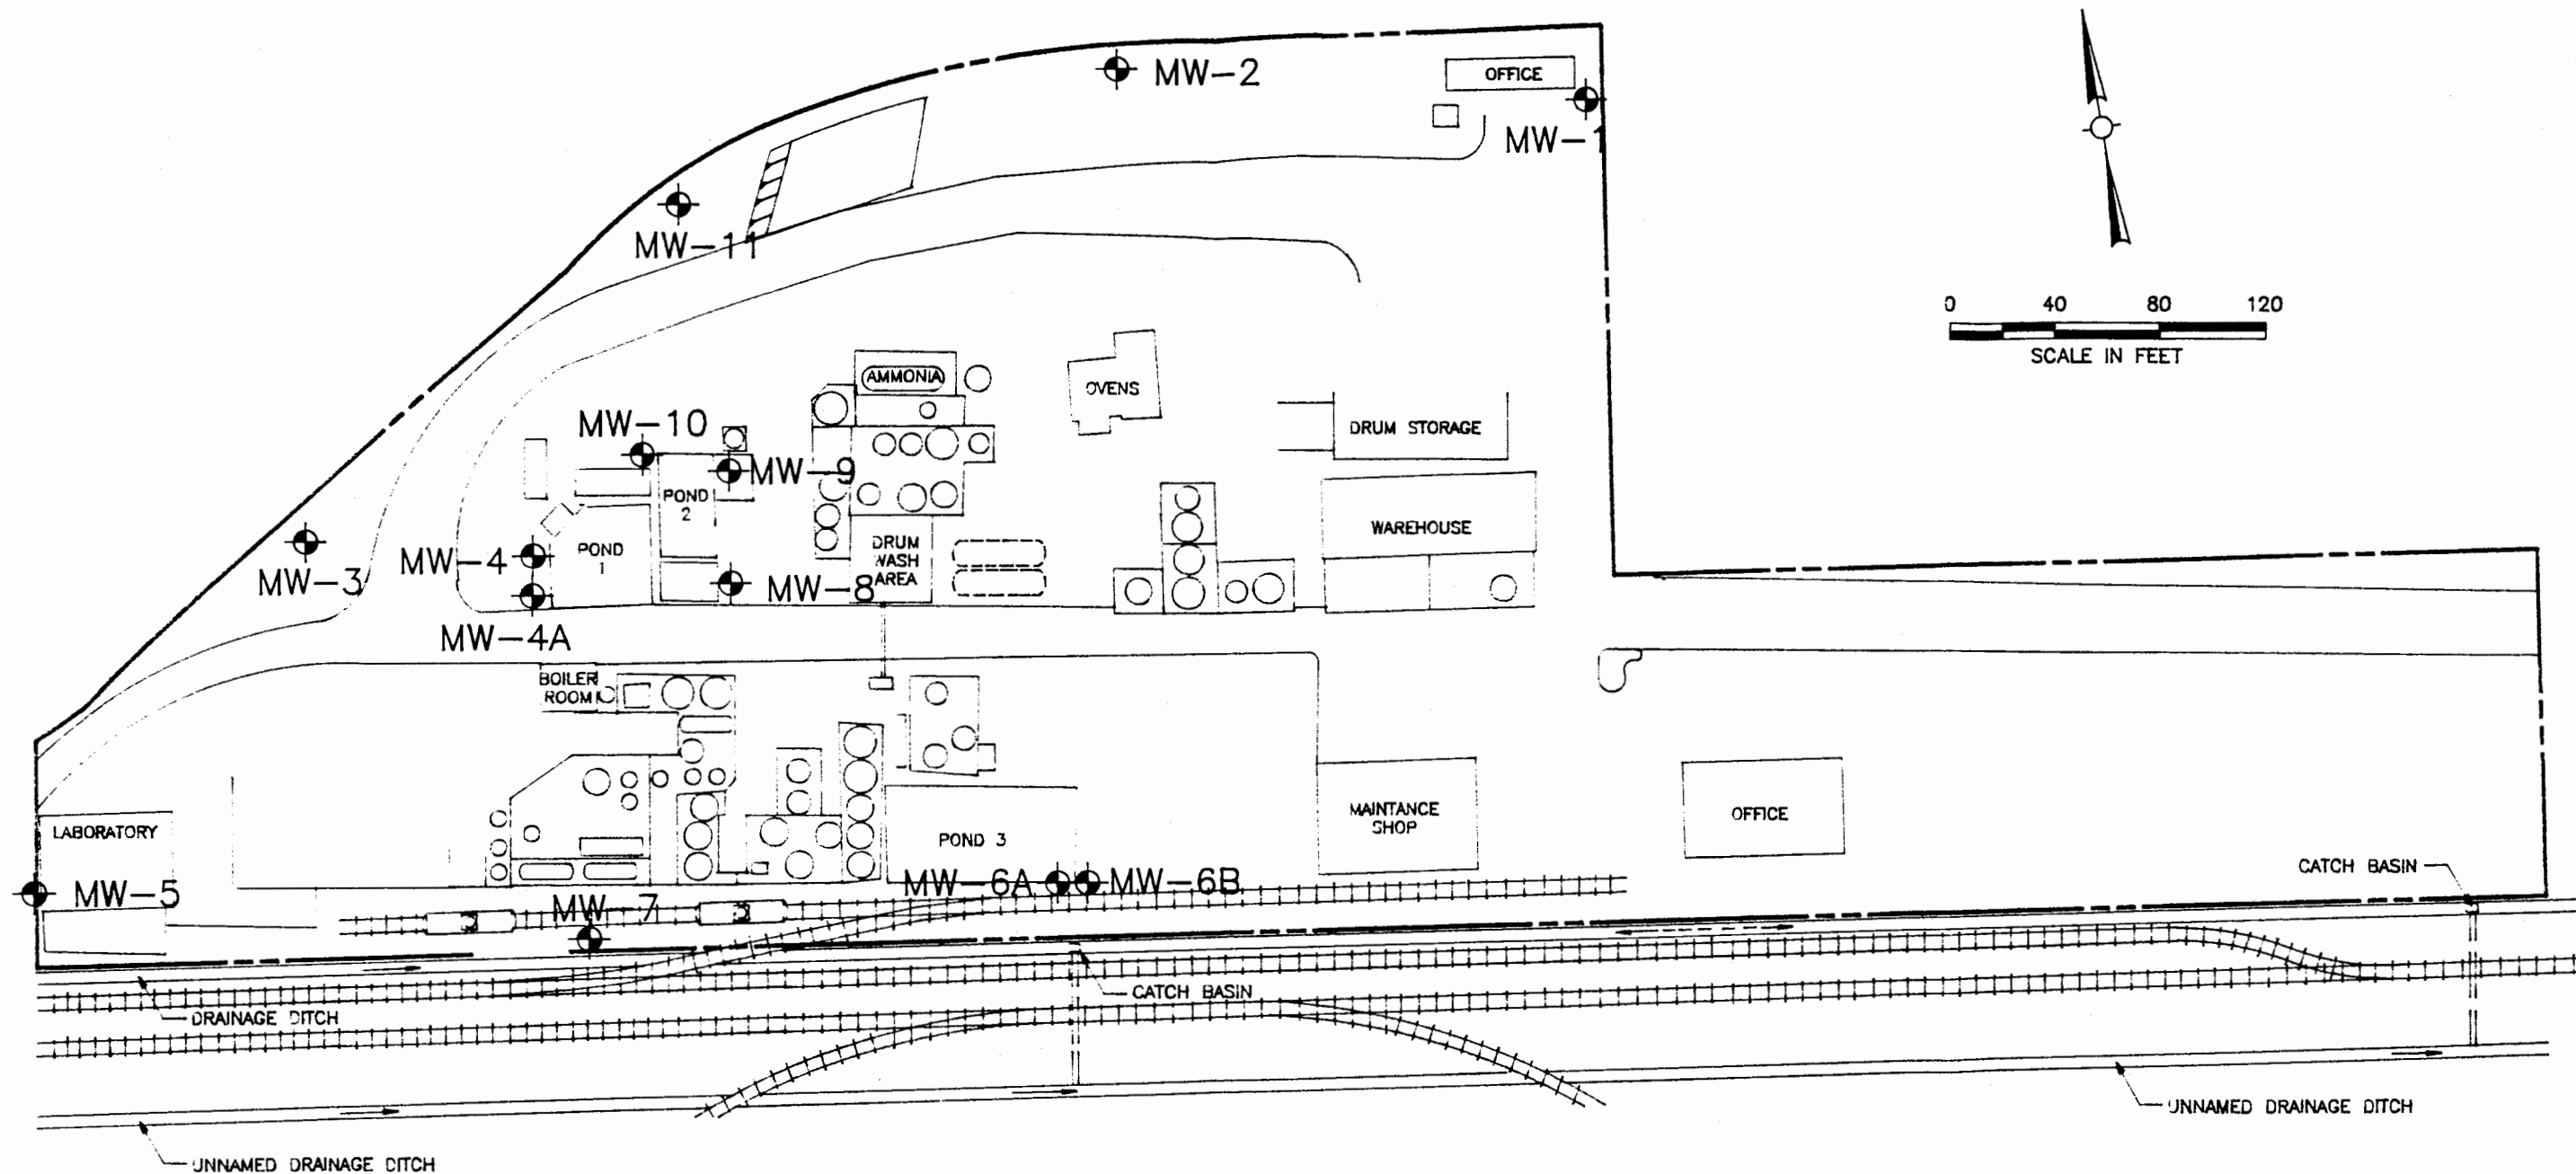 MW-2
OFFICE
MW-1
MW-11
0 40 80 120
SCALE IN FEET
AMMONIA
OVENS
MW-10
DRUM STORAGE
MW-9
POND
2
WAREHOUSE
MW-3
MW-4
POND
1
DRUM
WASH
AREA
MW-8
MW-4A
BOILER
ROOM
LABORATORY
POND 3
MAINTANCE
SHOP
OFFICE
CATCH BASIN
MW-5
MW-6A
MW-6B
MW-7
CATCH BASIN
DRAINAGE DITCH
UNNAMED DRAINAGE DITCH
UNNAMED DRAINAGE DITCH